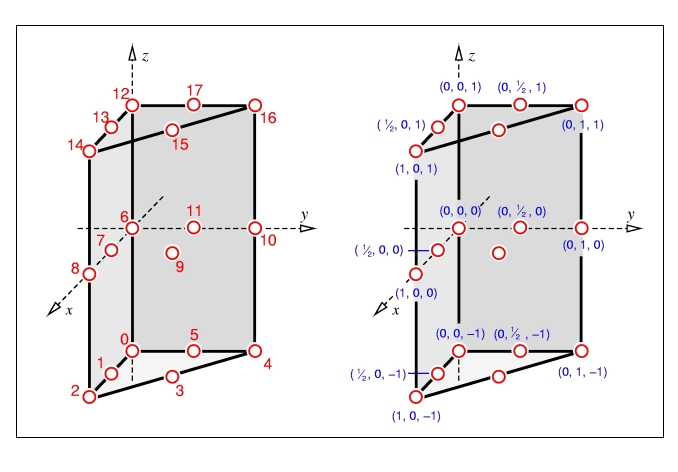 z z
12 17 (0, 0, 1) (0, ½, 1)
13 16 (½, 0, 1) (0, 1, 1)
14 15 (1, 0, 1)
6 11 y (0, 0, 0) (0, ½, 0) y
7 10 (½, 0, 0) (0, 1, 0)
8 9 (1, 0, 0)
x x
0 5 (0, 0, −1) (0, ½, −1)
1 4 (½, 0, −1) (0, 1, −1)
2 3 (1, 0, −1)